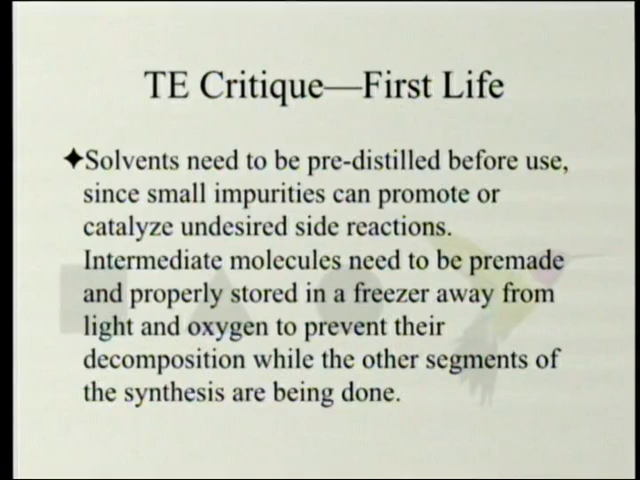 TE Critique—First Life
✦Solvents need to be pre-distilled before use,
since small impurities can promote or
catalyze undesired side reactions.
Intermediate molecules need to be premade
and properly stored in a freezer away from
light and oxygen to prevent their
decomposition while the other segments of
the synthesis are being done.